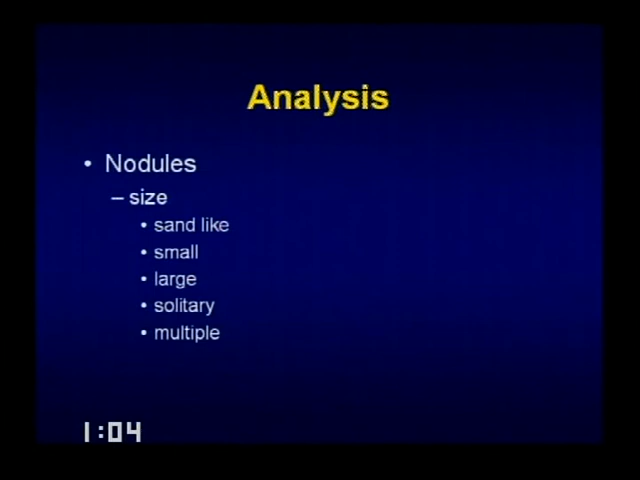 Analysis
• Nodules
– size
• sand like
• small
• large
• solitary
• multiple
1:04